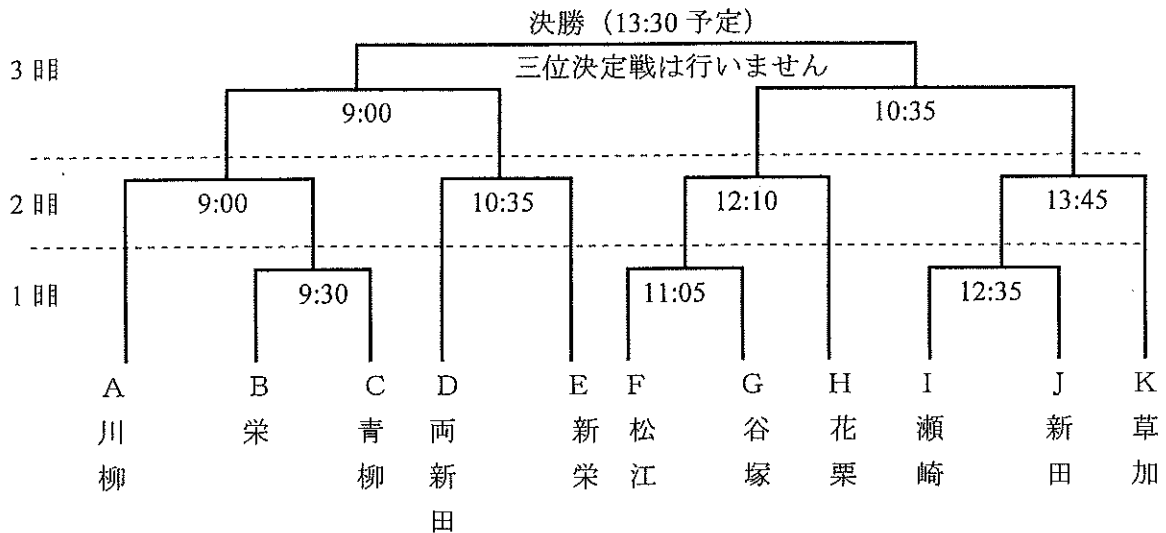 決勝（13:30 予定）
3 日目
三位決定戦は行いません
9:00
10:35
2 日目
9:00
10:35
12:10
13:45
1 日目
9:30
11:05
12:35
A 川柳
B 栄
C 青柳
D 両新田
E 新栄
F 松江
G 谷塚
H 花栗
I 瀬崎
J 新田
K 草加